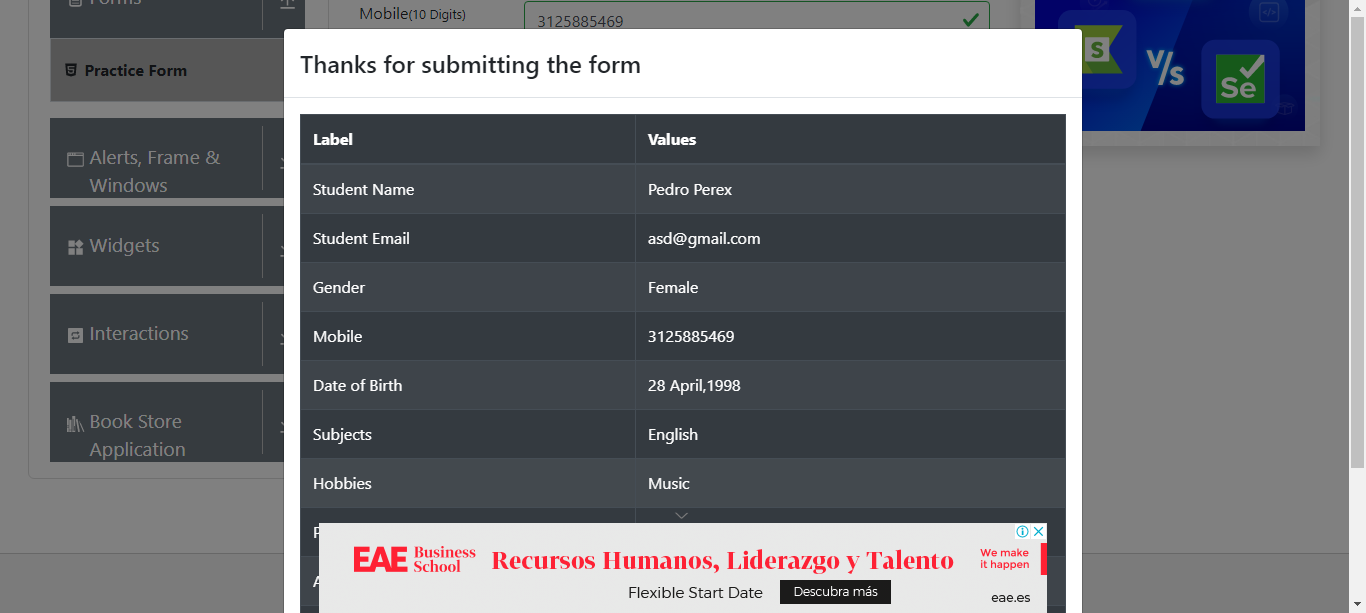 Forms
Mobile(10 Digits)
3125885469
Practice Form
Alerts, Frame &
Windows
Widgets
Interactions
Book Store
Application
Thanks for submitting the form
Label Values
Student Name Pedro Perex
Student Email asd@gmail.com
Gender Female
Mobile 3125885469
Date of Birth 28 April,1998
Subjects English
Hobbies Music
P
A
EAE Business
School
Recursos Humanos, Liderazgo y Talento
Flexible Start Date Descubra más
We make
it happen
eae.es
S
V/s
Se